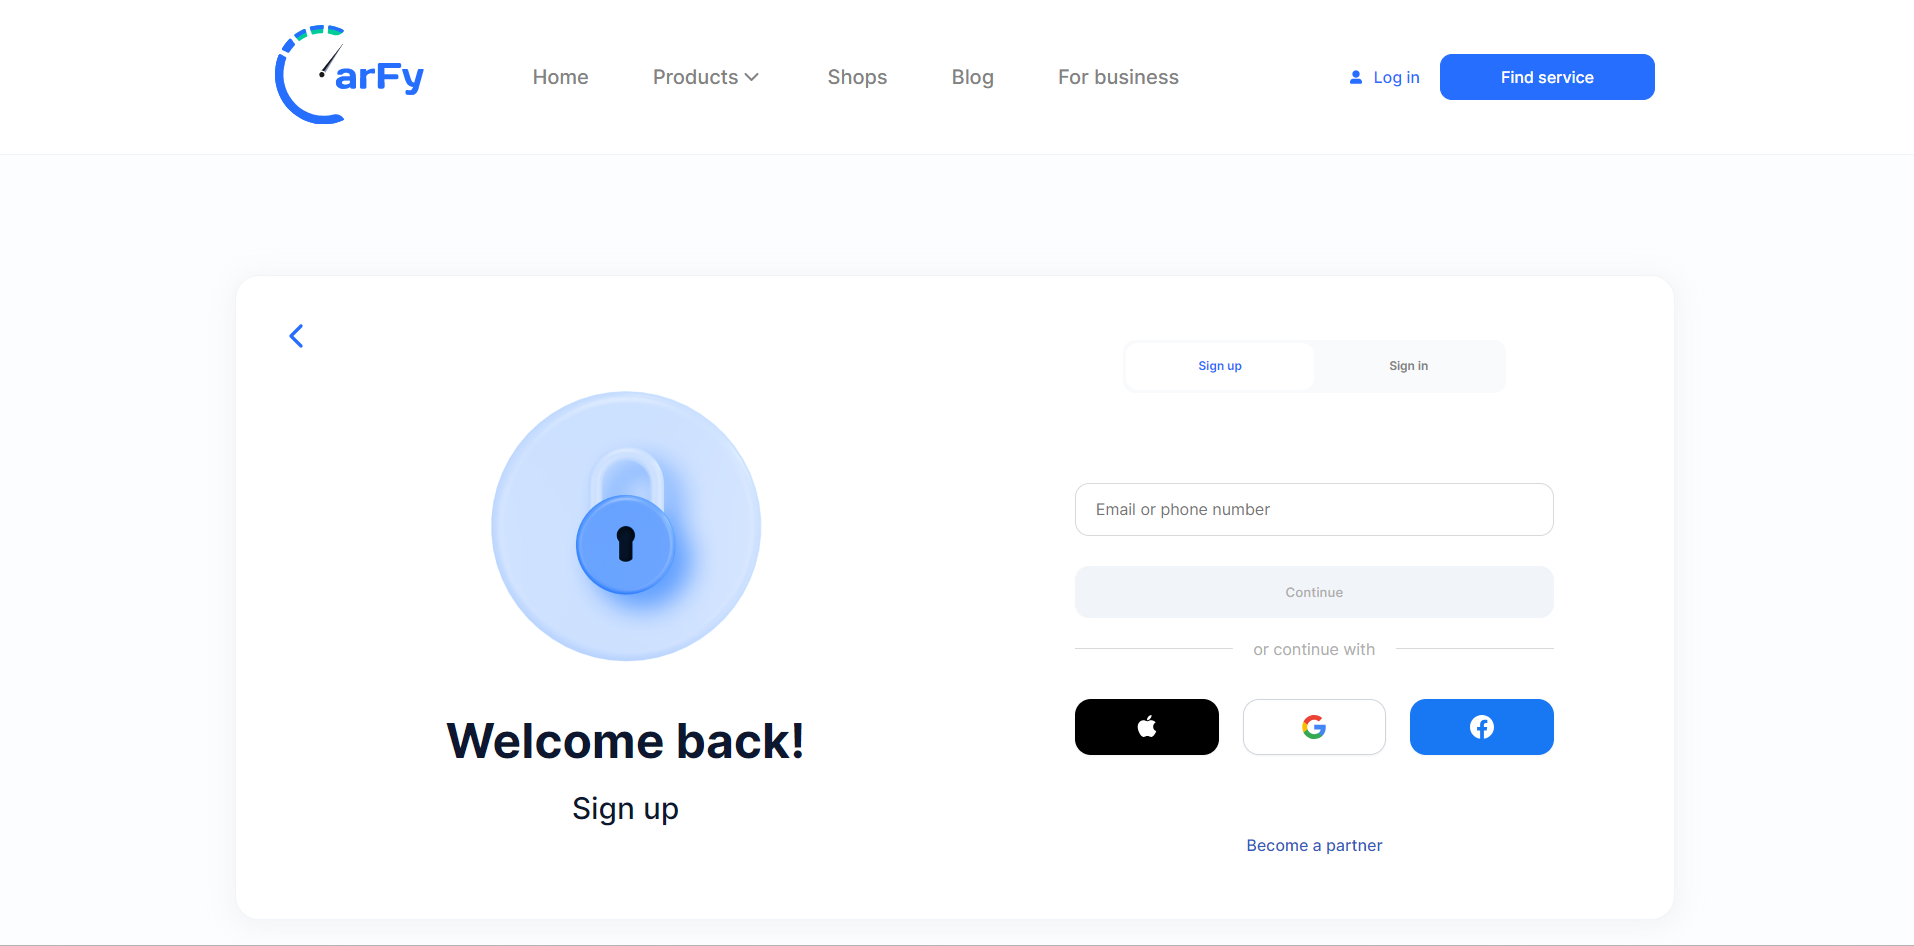 arFy
Home
Products
Shops
Blog
For business
Log in
Find service
Sign up
Sign in
Email or phone number
Continue
or continue with
Welcome back!
Sign up
Become a partner